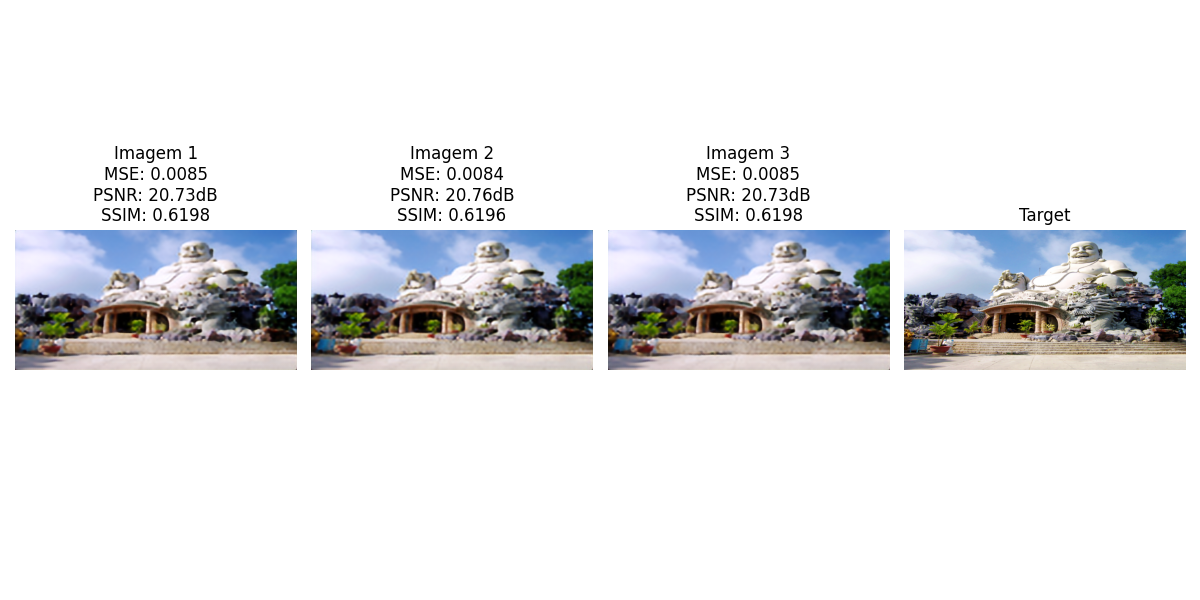 Imagem 1
MSE: 0.0085
PSNR: 20.73dB
SSIM: 0.6198
Imagem 2
MSE: 0.0084
PSNR: 20.76dB
SSIM: 0.6196
Imagem 3
MSE: 0.0085
PSNR: 20.73dB
SSIM: 0.6198
Target